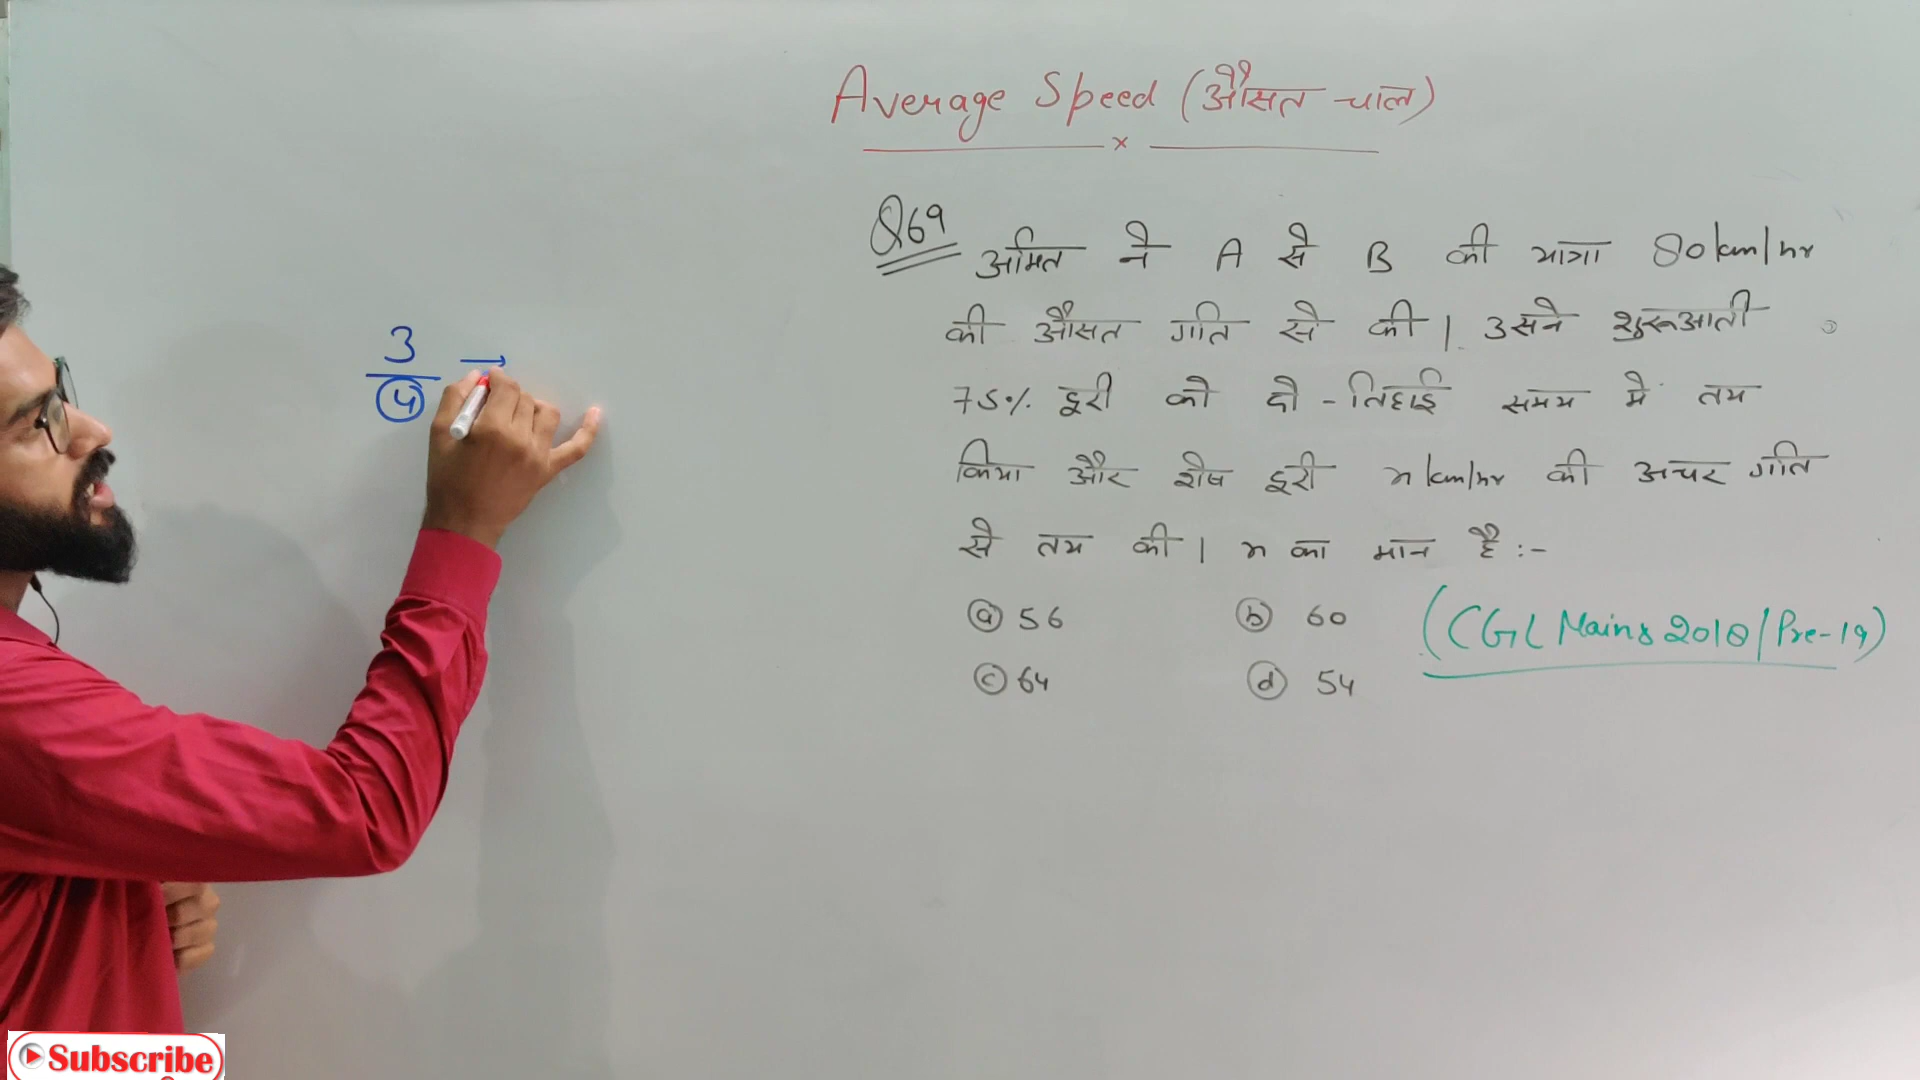 Average Speed (औसत चाल)
Q69 अमित ने A से B की यात्रा 80km/hr
की औसत गति से की। उसने शुरूआती
75% दूरी को दो-तिहाई समय में तय
किया और शेष दूरी x km/hr की अचर गति
से तय की। x का मान है :-
(a) 56 (b) 60
(c) 64 (d) 54
(CGL Mains 2018/Pre-19)
3
4
Subscribe